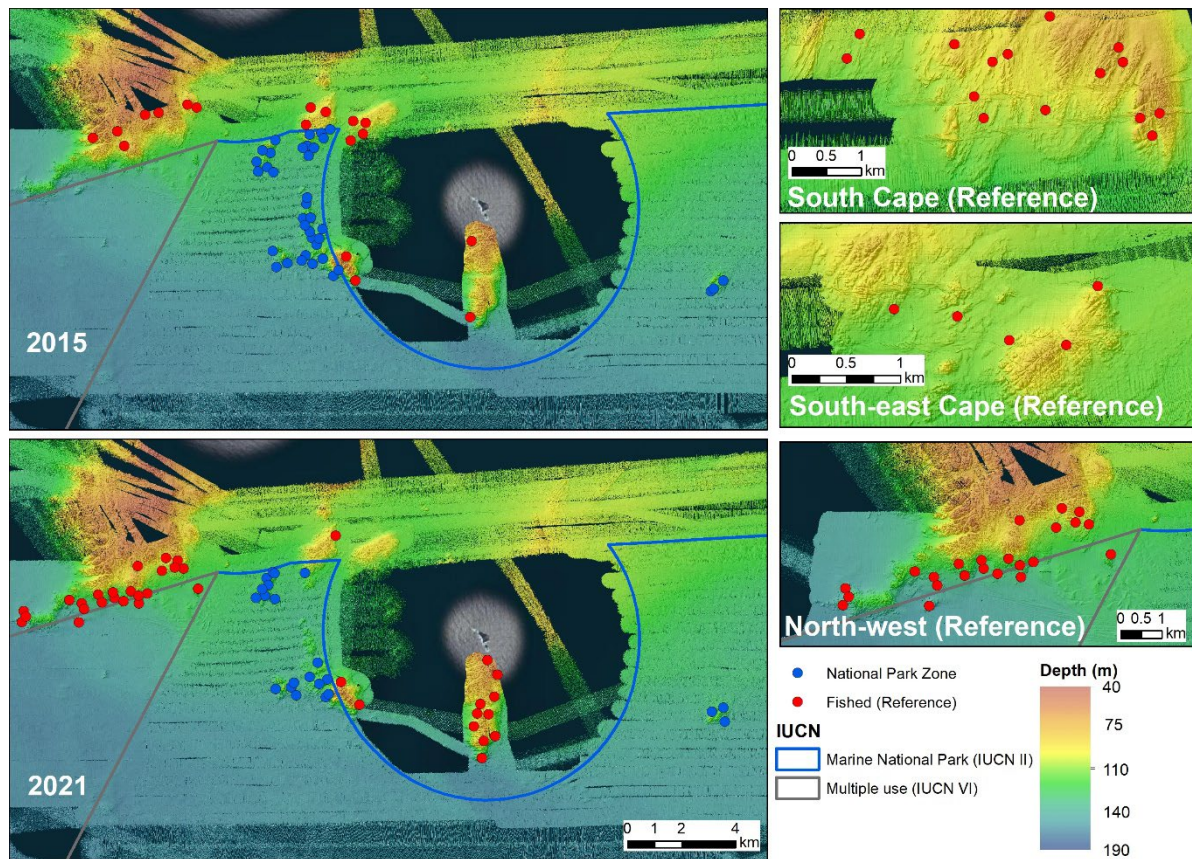 2015
0 0.5 1
km
South Cape (Reference)
0 0.5 1
km
South-east Cape (Reference)
2021
0 1 2 4
km
0 0.5 1
km
North-west (Reference)
National Park Zone
Fished (Reference)
IUCN
Marine National Park (IUCN II)
Multiple use (IUCN VI)
Depth (m)
40
75
110
140
190